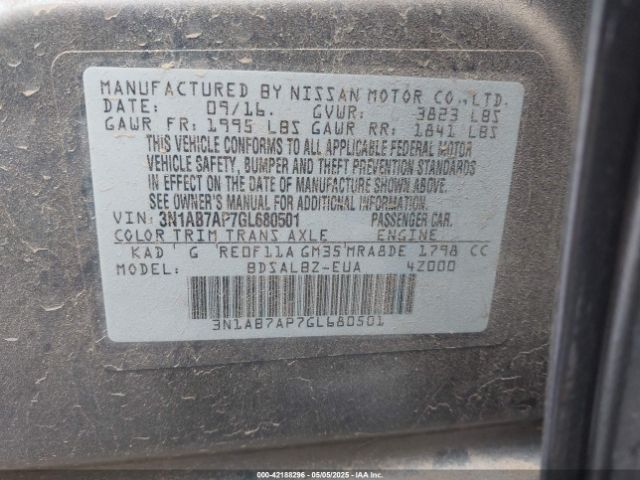 MANUFACTURED BY NISSAN MOTOR CO., LTD.
DATE: 09/16. GVWR: 3823 LBS
GAWR FR: 1995 LBS GAWR RR: 1841 LBS
THIS VEHICLE CONFORMS TO ALL APPLICABLE FEDERAL MOTOR
VEHICLE SAFETY, BUMPER AND THEFT PREVENTION STANDARDS
IN EFFECT ON THE DATE OF MANUFACTURE SHOWN ABOVE.
SEE OWNER'S MANUAL FOR ADDITIONAL INFORMATION
VIN: 3N1AB7AP7GL680501 PASSENGER CAR.
COLOR TRIM TRANS AXLE ENGINE
KAD G RE0F11A GM35 MRA8DE 1798 CC
MODEL: BDSALBZ-EUA 42000
3N1AB7AP7GL680501
000-42188296 - 05/05/2025 - IAAI.COM